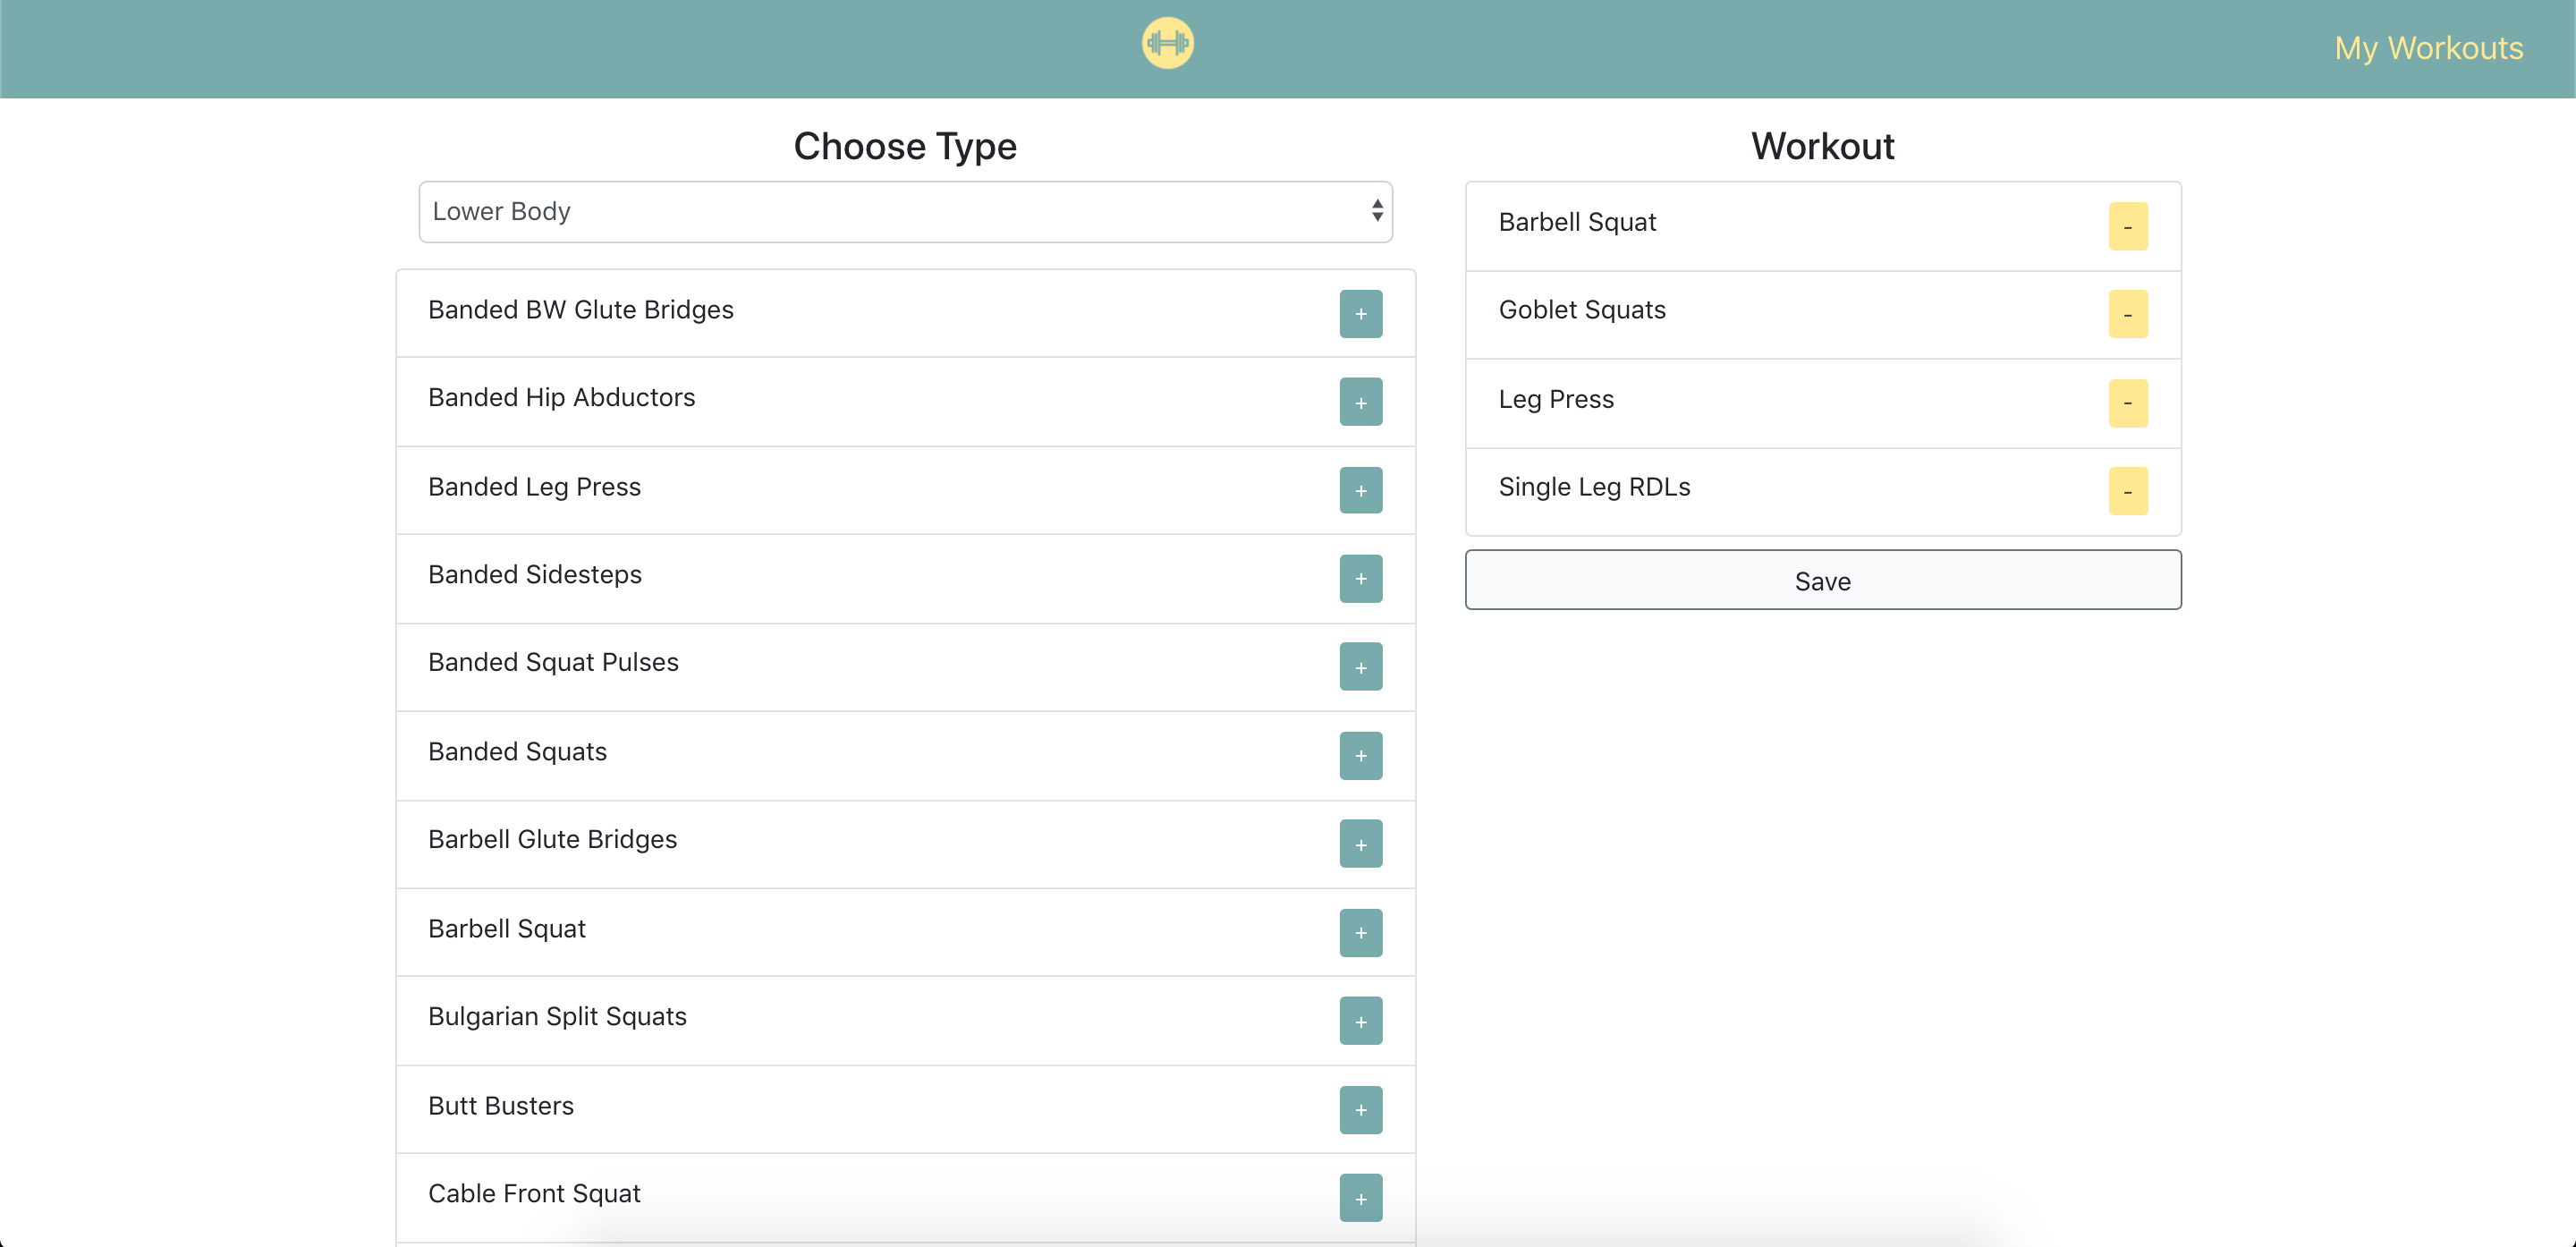 My Workouts
Choose Type
Lower Body
Banded BW Glute Bridges +
Banded Hip Abductors +
Banded Leg Press +
Banded Sidesteps +
Banded Squat Pulses +
Banded Squats +
Barbell Glute Bridges +
Barbell Squat +
Bulgarian Split Squats +
Butt Busters +
Cable Front Squat +
Workout
Barbell Squat -
Goblet Squats -
Leg Press -
Single Leg RDLs -
Save